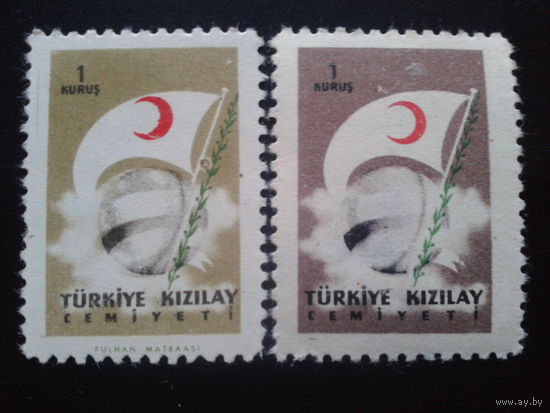 1
KURUŞ
TÜRKİYE KIZILAY
CEMİYETİ
FULHAN MATBAASI
1
KURUŞ
TÜRKİYE KIZILAY
CEMİYETİ
www.ay.by